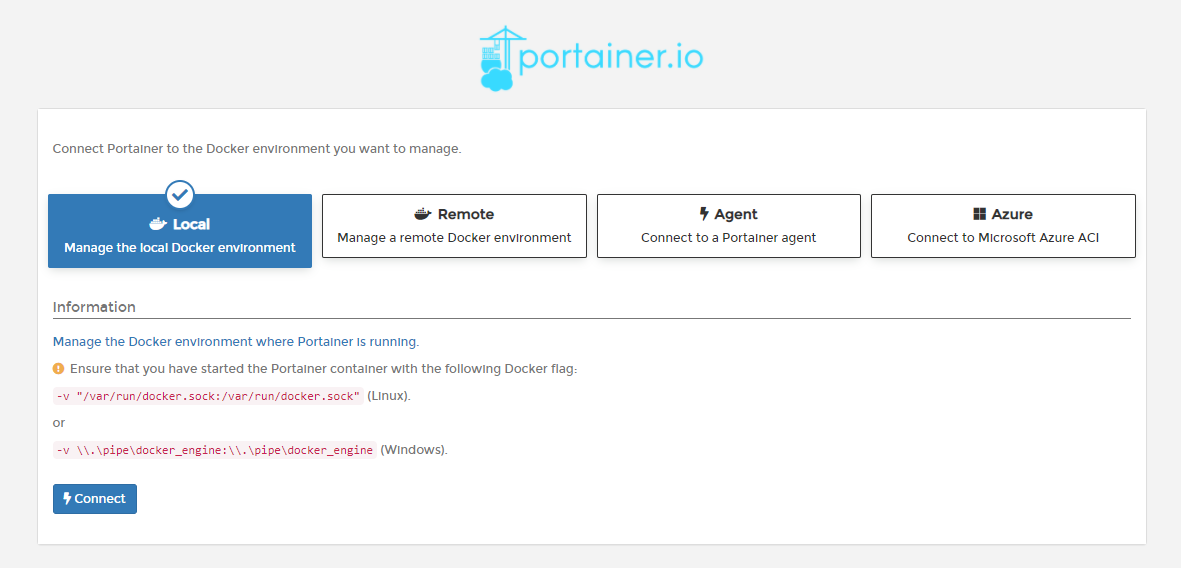 portainer.io
Connect Portainer to the Docker environment you want to manage.
Local
Manage the local Docker environment
Remote
Manage a remote Docker environment
Agent
Connect to a Portainer agent
Azure
Connect to Microsoft Azure ACI
Information
Manage the Docker environment where Portainer is running.
Ensure that you have started the Portainer container with the following Docker flag:
-v "/var/run/docker.sock:/var/run/docker.sock" (Linux).
or
-v \\.\pipe\docker_engine:\\.\pipe\docker_engine (Windows).
Connect